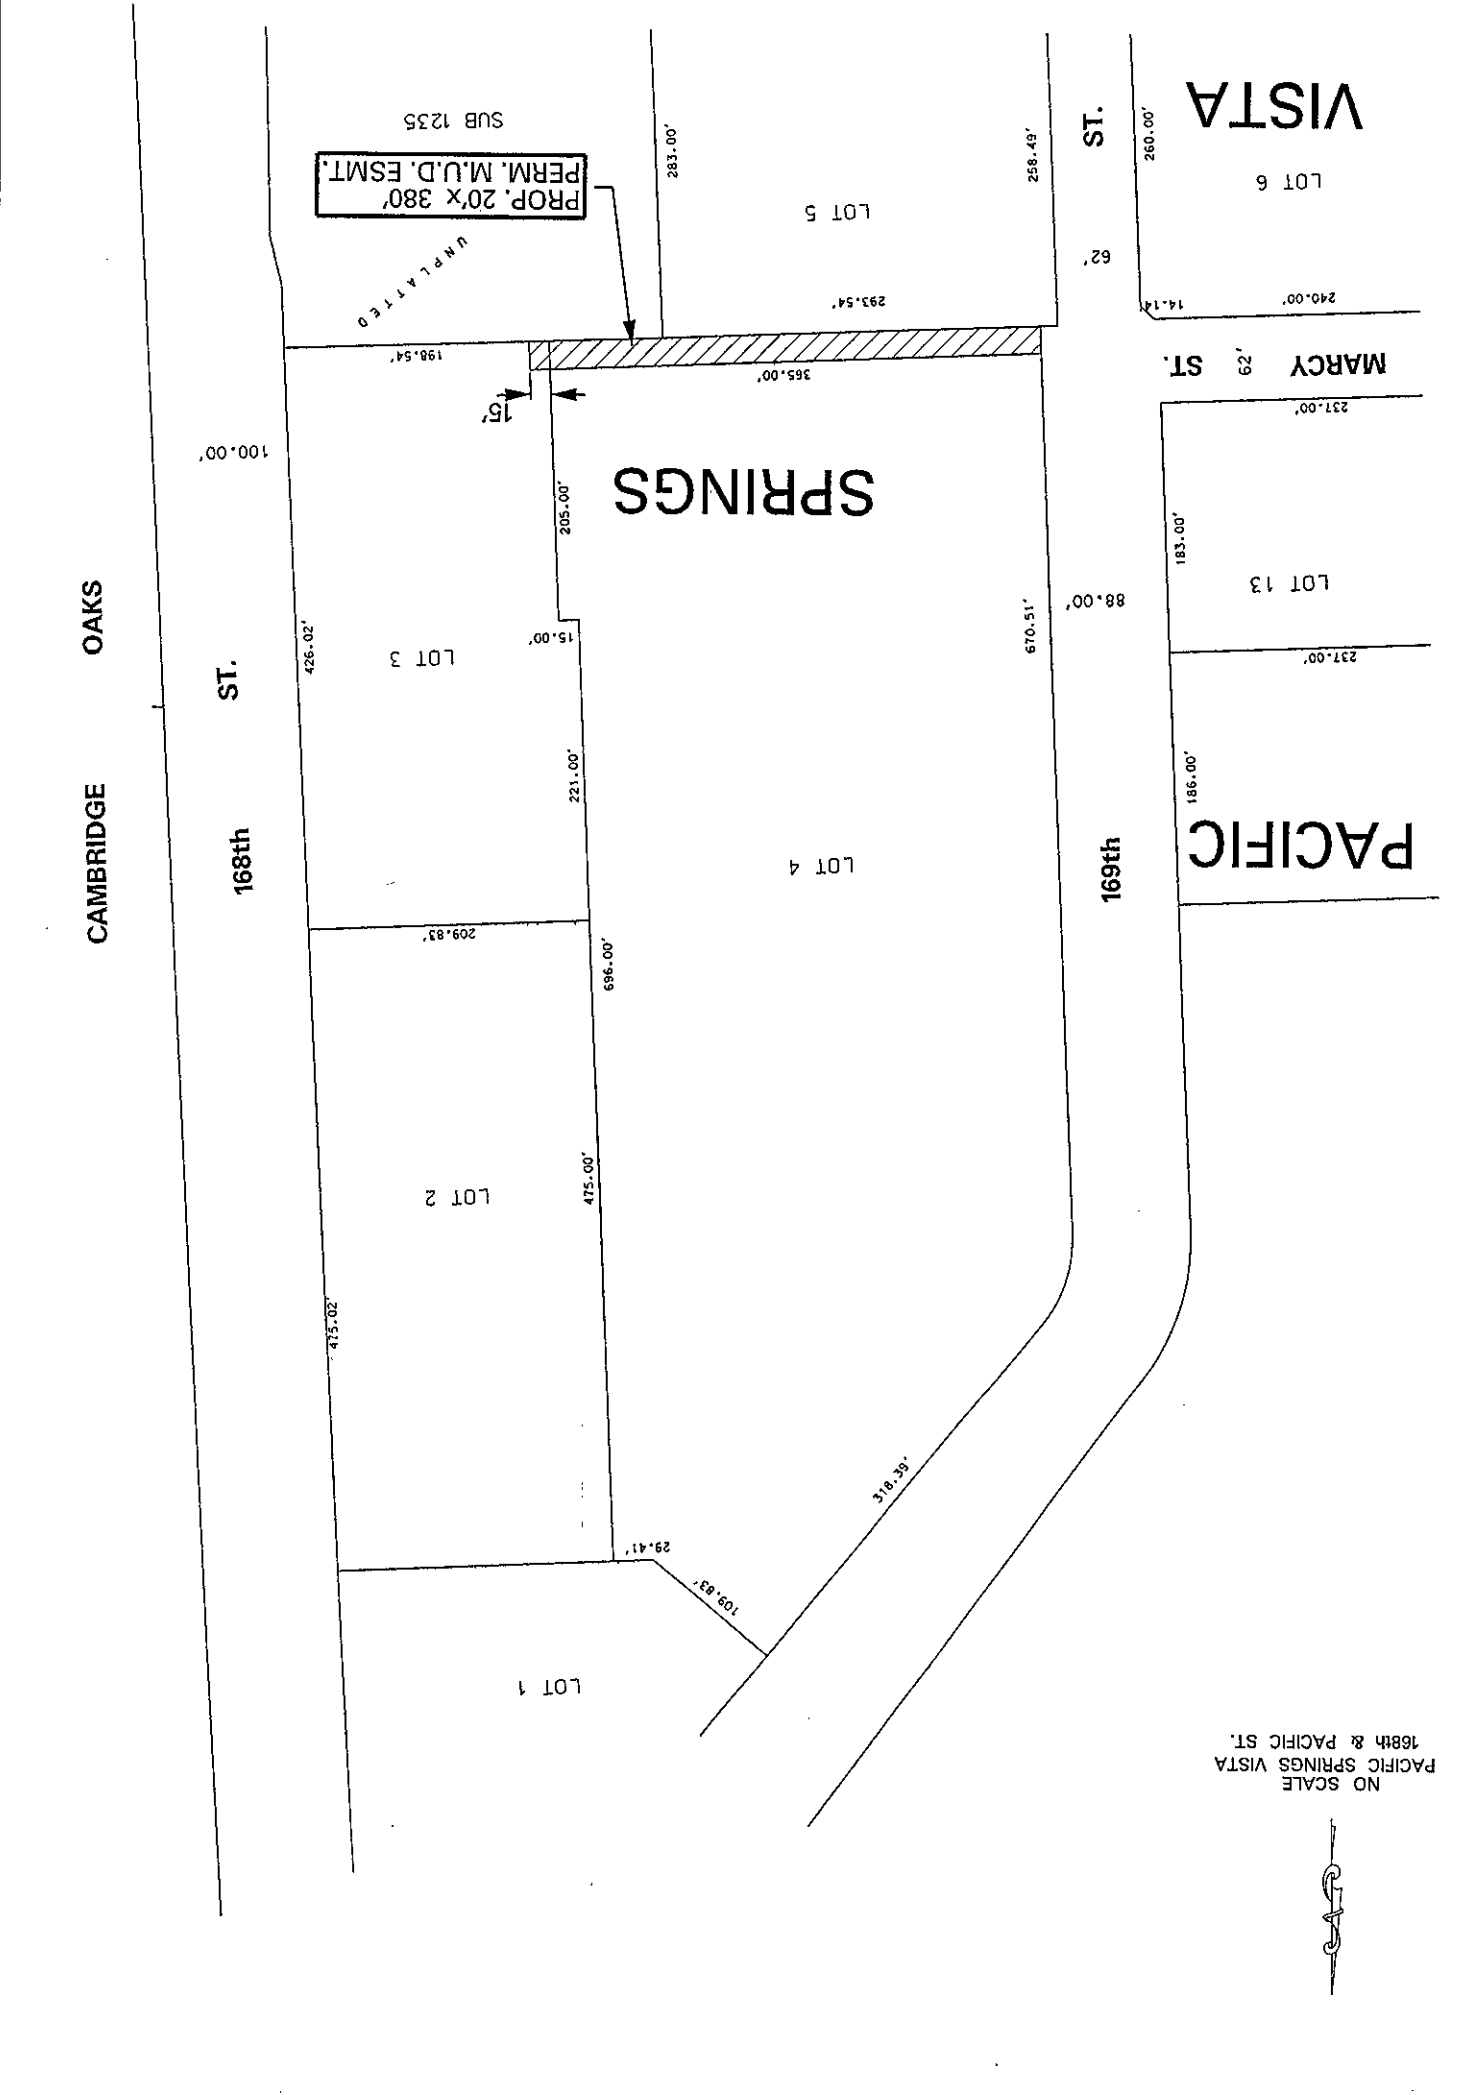 NO SCALE
PACIFIC SPRINGS VISTA
168th & PACIFIC ST.
LOT 1
109.83'
29.41'
318.39'
475.02'
LOT 2
475.00'
696.00'
209.83'
PACIFIC
169th
168th
CAMBRIDGE OAKS
LOT 4
186.00'
221.00'
237.00'
LOT 3
15.00'
426.02'
ST.
670.51'
88.00'
LOT 13
183.00'
205.00'
SPRINGS
100.00'
237.00'
15'
MARCY 62' ST.
365.00'
198.54'
240.00'
14.14'
293.54'
UNPLATTED
62'
LOT 5
PROP. 20'x 380'
PERM. M.U.D. ESMT.
LOT 6
283.00'
258.49'
260.00'
ST.
SUB 1235
VISTA